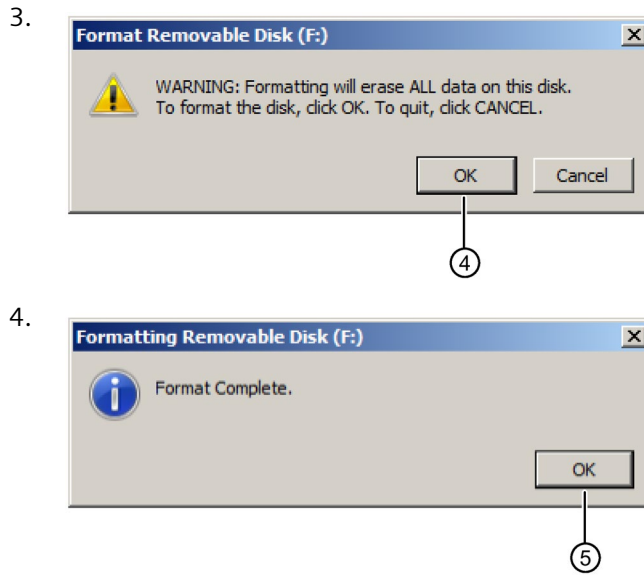 3.
Format Removable Disk (F:)
WARNING: Formatting will erase ALL data on this disk.
To format the disk, click OK. To quit, click CANCEL.
OK Cancel
4
4.
Formatting Removable Disk (F:)
Format Complete.
OK
5